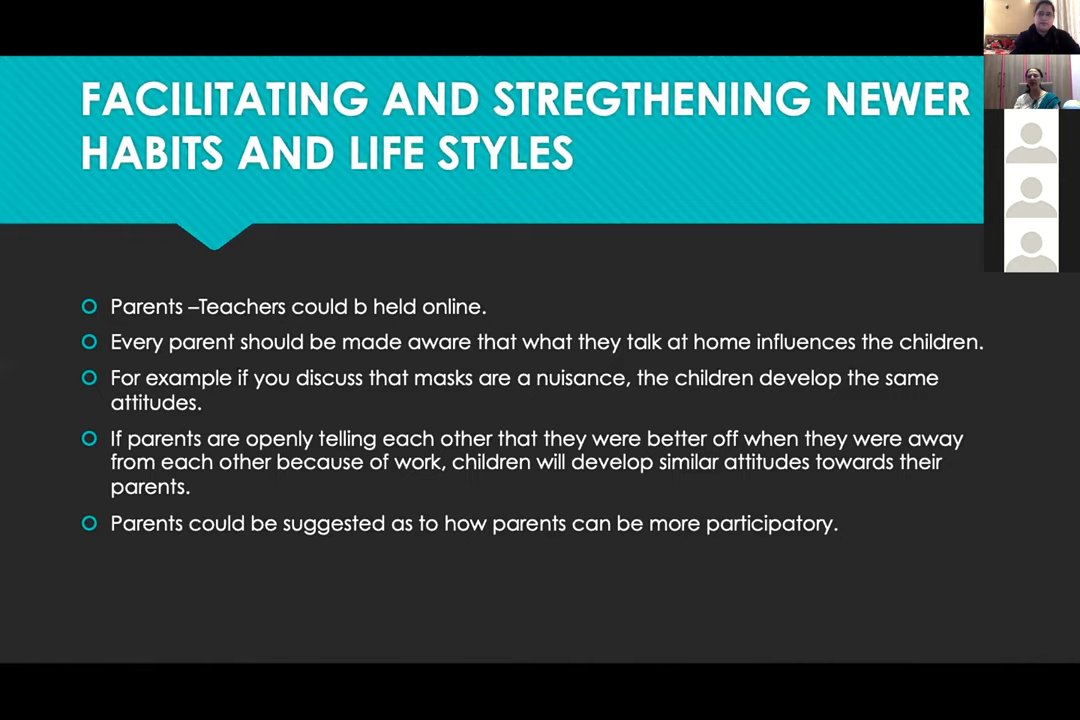 FACILITATING AND STREGTHENING NEWER
HABITS AND LIFE STYLES
Parents –Teachers could b held online.
Every parent should be made aware that what they talk at home influences the children.
For example if you discuss that masks are a nuisance, the children develop the same
attitudes.
If parents are openly telling each other that they were better off when they were away
from each other because of work, children will develop similar attitudes towards their
parents.
Parents could be suggested as to how parents can be more participatory.